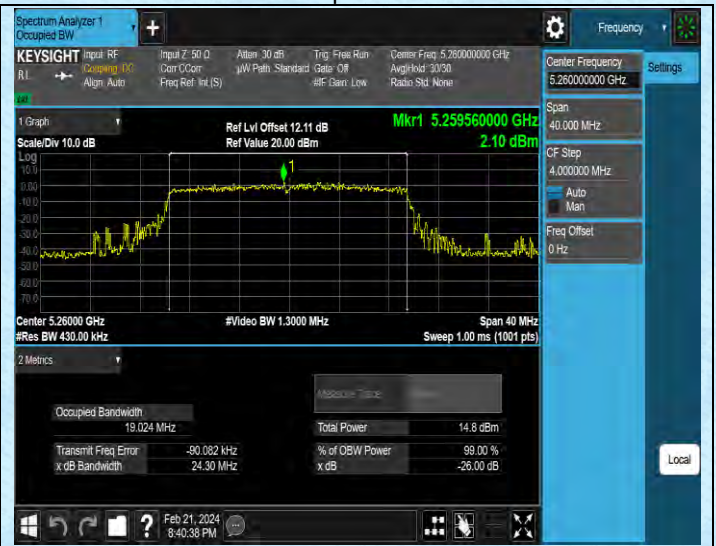 Spectrum Analyzer 1
Occupied BW
+
Frequency
KEYSIGHT Input: RF
Coupling: DC
Align: Auto
RL
Input Z: 50 Ω
Corr CCorr
Freq Ref: Int (S)
Atten: 30 dB
µW Path: Standard
Trig: Free Run
Gate: Off
#IF Gain: Low
Center Freq: 5.260000000 GHz
Avg|Hold: 30/30
Radio Std: None
1 Graph
Scale/Div 10.0 dB
Ref Lvl Offset 12.11 dB
Ref Value 20.00 dBm
Mkr1 5.259560000 GHz
2.10 dBm
Log
10.0
0.00
-10.0
-20.0
-30.0
-40.0
-50.0
-60.0
-70.0
1
Center 5.26000 GHz
#Res BW 430.00 kHz
#Video BW 1.3000 MHz
Span 40 MHz
Sweep 1.00 ms (1001 pts)
2 Metrics
Measure Trace
Occupied Bandwidth
19.024 MHz
Total Power 14.8 dBm
Transmit Freq Error -90.082 kHz
% of OBW Power 99.00 %
x dB Bandwidth 24.30 MHz
x dB -26.00 dB
Center Frequency
5.260000000 GHz
Settings
Span
40.000 MHz
CF Step
4.000000 MHz
Auto
Man
Freq Offset
0 Hz
Local
?
Feb 21, 2024
8:40:38 PM